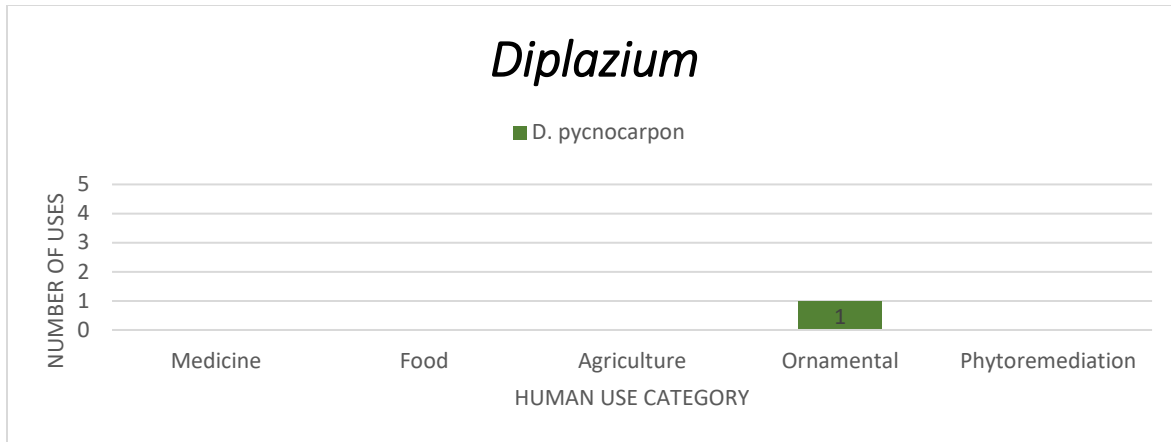 Diplazium
D. pycnocarpon
NUMBER OF USES
5
4
3
2
1
0
1
Medicine Food Agriculture Ornamental Phytoremediation
HUMAN USE CATEGORY